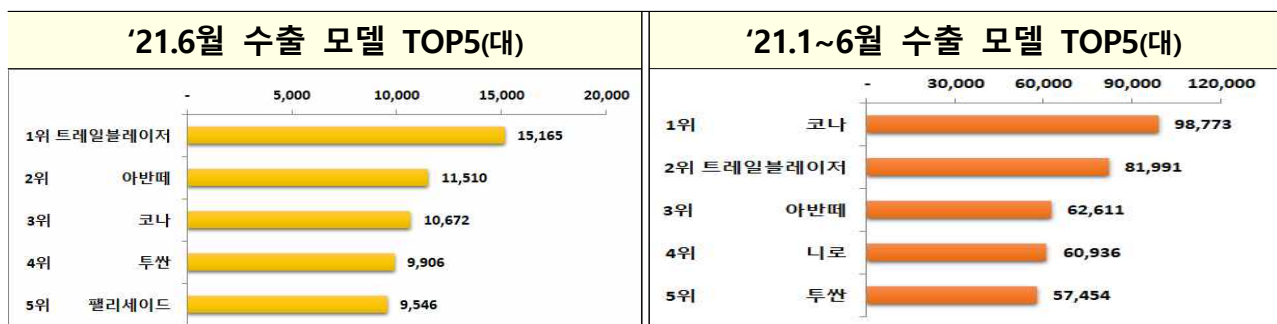 ‘21.6월 수출 모델 TOP5(대)
- 5,000 10,000 15,000 20,000
1위 트레일블레이저 15,165
2위 아반떼 11,510
3위 코나 10,672
4위 투싼 9,906
5위 팰리세이드 9,546
‘21.1~6월 수출 모델 TOP5(대)
- 30,000 60,000 90,000 120,000
1위 코나 98,773
2위 트레일블레이저 81,991
3위 아반떼 62,611
4위 니로 60,936
5위 투싼 57,454